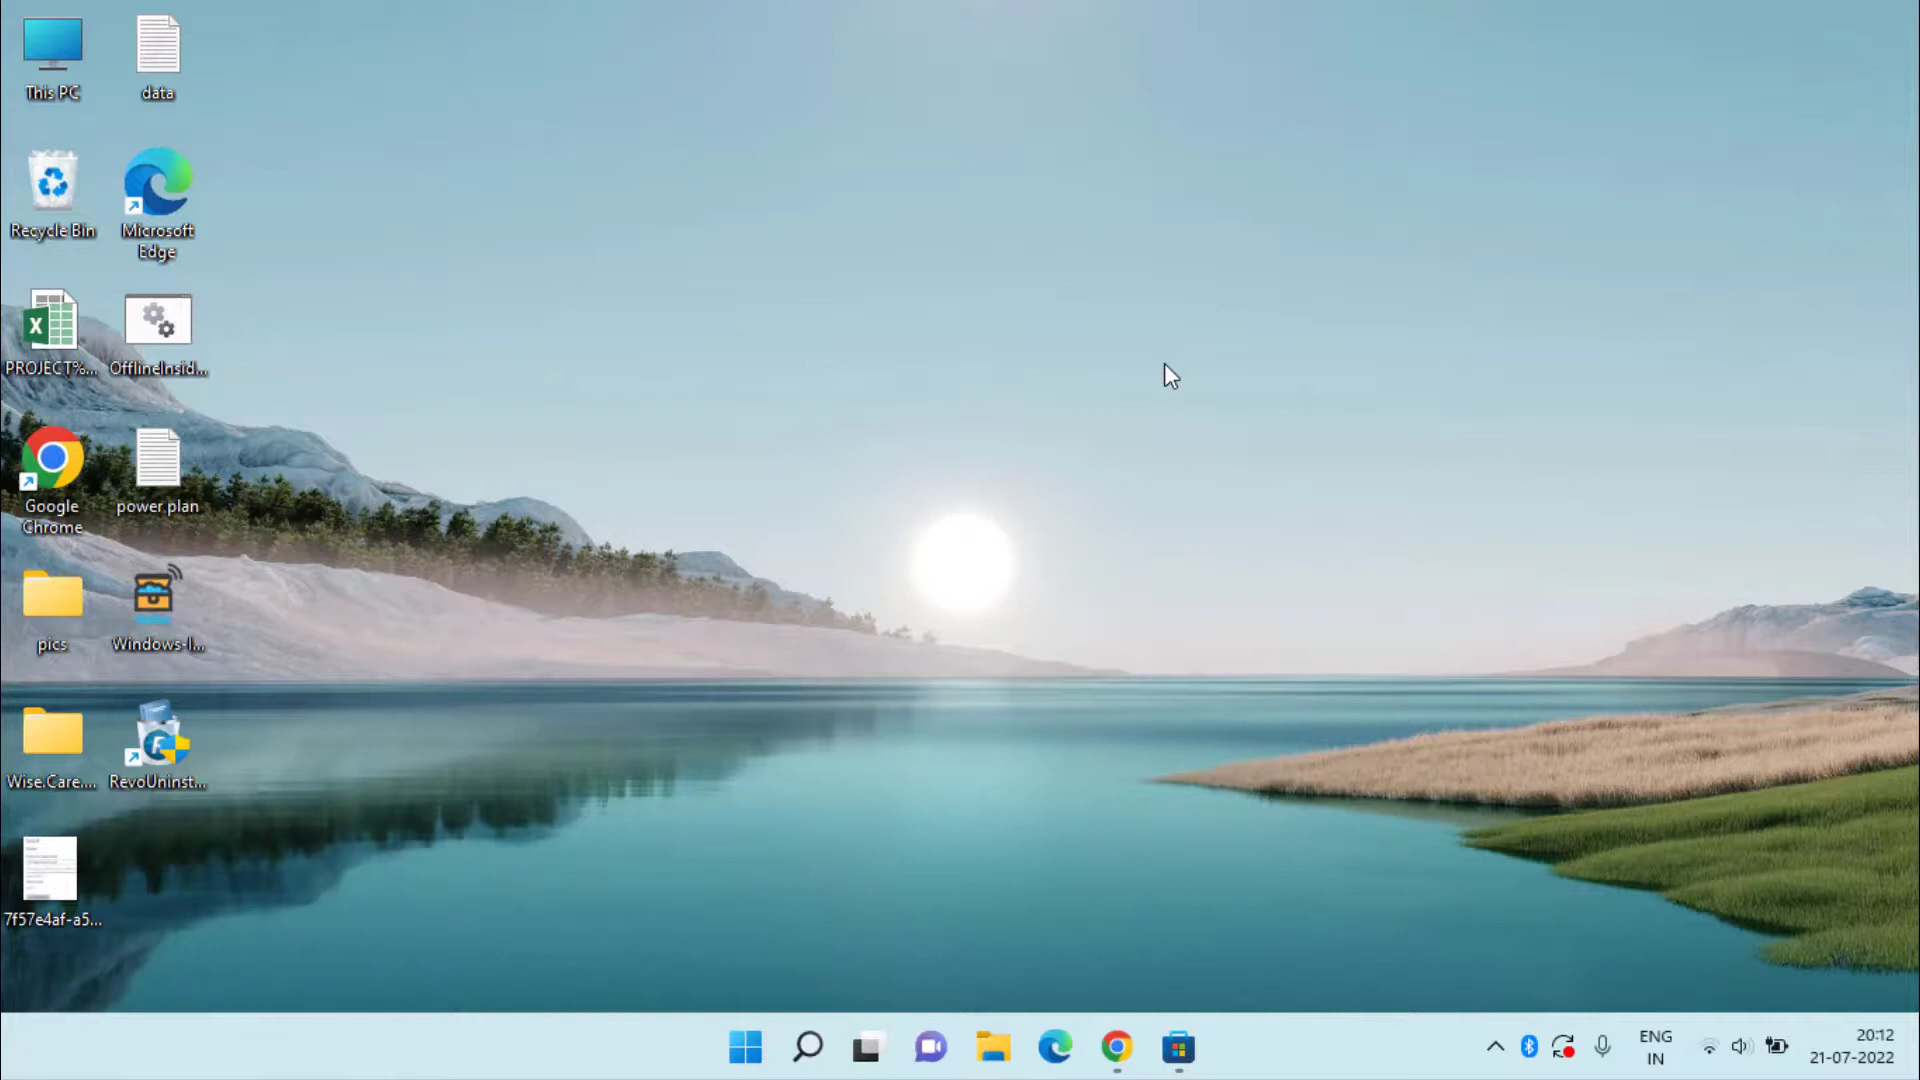 This PC
data
Recycle Bin
Microsoft
Edge
PROJECT%...
OfflineInsid...
Google
Chrome
power plan
pics
Windows-I...
Wise.Care....
RevoUninst...
7f57e4af-a5...
ENG
IN
20:12
21-07-2022